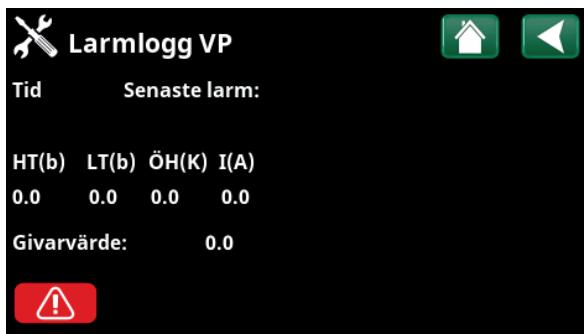 Larmlogg VP
Tid Senaste larm:
HT(b) LT(b) ÖH(K) I(A)
0.0 0.0 0.0 0.0
Givarvärde: 0.0